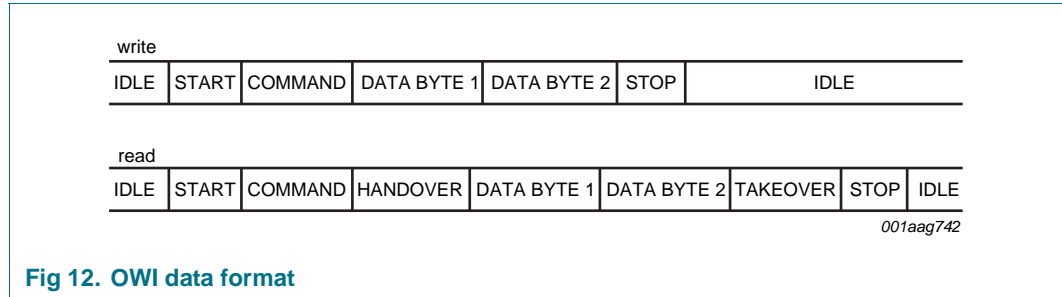 write
IDLE START COMMAND DATA BYTE 1 DATA BYTE 2 STOP IDLE
read
IDLE START COMMAND HANDOVER DATA BYTE 1 DATA BYTE 2 TAKEOVER STOP IDLE
001aag742
Fig 12. OWI data format